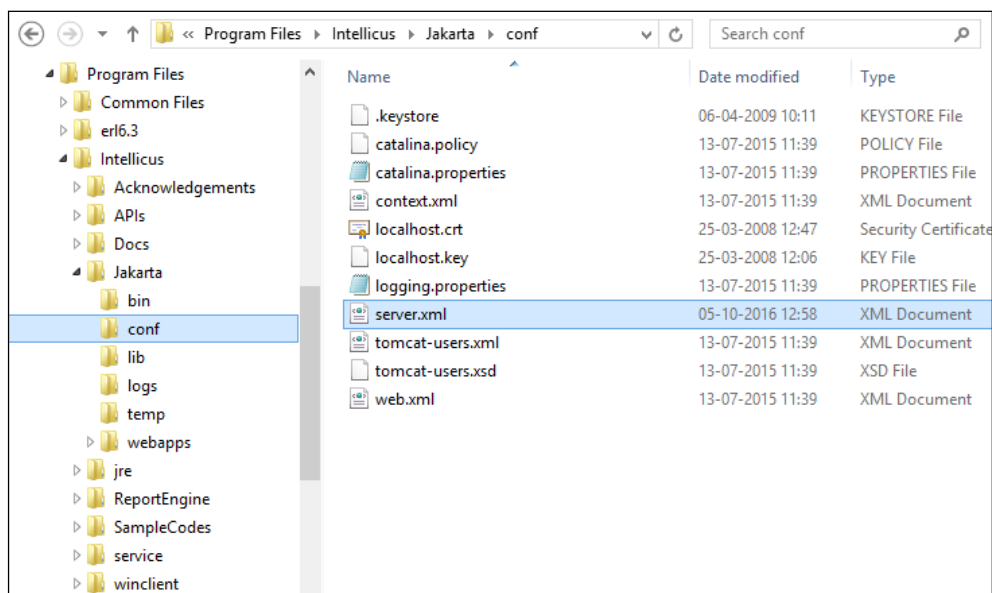 « Program Files Intellicus Jakarta conf Search conf
Program Files
Common Files
erl6.3
Intellicus
Acknowledgements
APIs
Docs
Jakarta
bin
conf
lib
logs
temp
webapps
jre
ReportEngine
SampleCodes
service
winclient
Name Date modified Type
.keystore 06-04-2009 10:11 KEYSTORE File
catalina.policy 13-07-2015 11:39 POLICY File
catalina.properties 13-07-2015 11:39 PROPERTIES File
context.xml 13-07-2015 11:39 XML Document
localhost.crt 25-03-2008 12:47 Security Certificate
localhost.key 25-03-2008 12:06 KEY File
logging.properties 13-07-2015 11:39 PROPERTIES File
server.xml 05-10-2016 12:58 XML Document
tomcat-users.xml 13-07-2015 11:39 XML Document
tomcat-users.xsd 13-07-2015 11:39 XSD File
web.xml 13-07-2015 11:39 XML Document